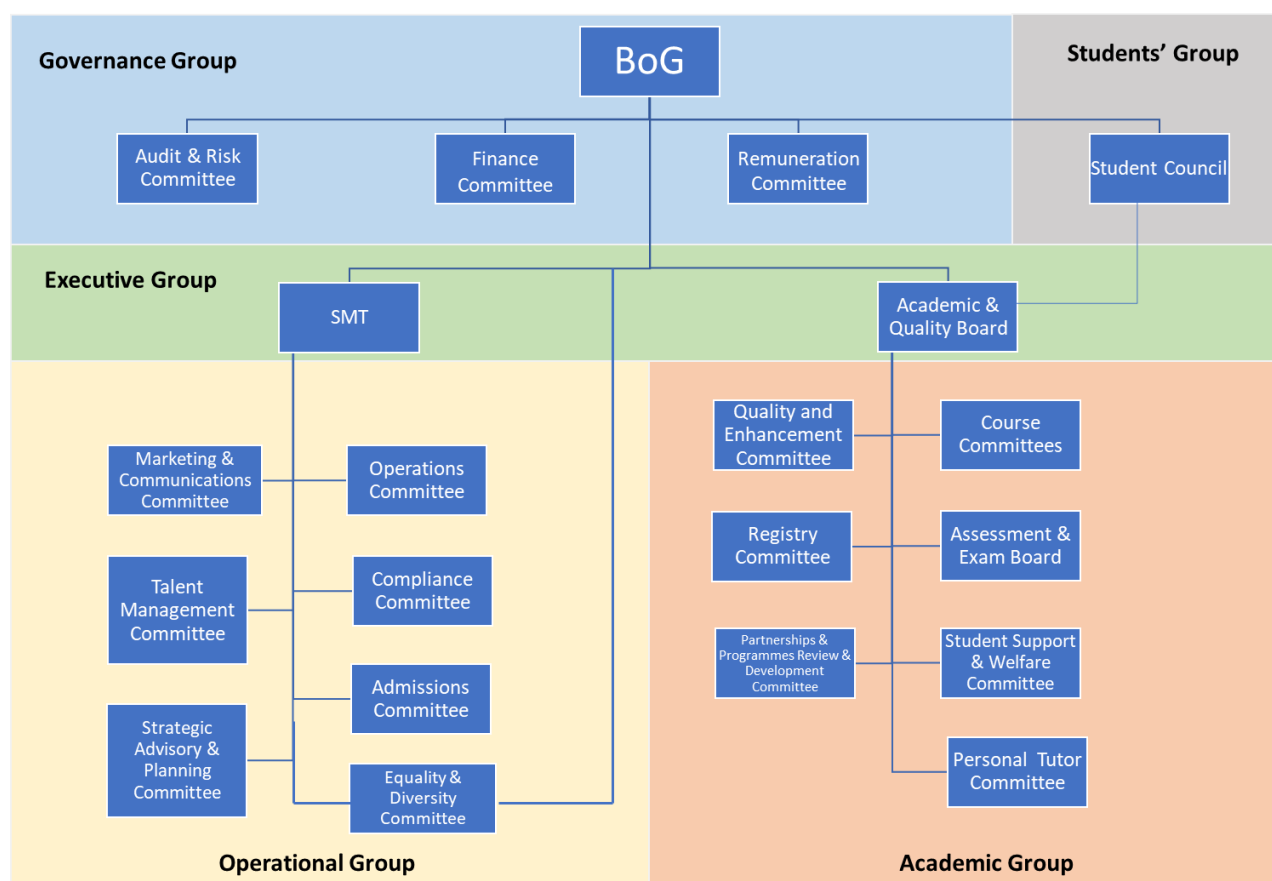 Governance Group
BoG
Students’ Group
Audit & Risk
Committee
Finance
Committee
Remuneration
Committee
Student Council
Executive Group
SMT
Academic &
Quality Board
Marketing &
Communications
Committee
Operations
Committee
Talent
Management
Committee
Compliance
Committee
Strategic
Advisory &
Planning
Committee
Admissions
Committee
Equality &
Diversity
Committee
Operational Group
Quality and
Enhancement
Committee
Course
Committees
Registry
Committee
Assessment &
Exam Board
Partnerships &
Programmes Review &
Development
Committee
Student Support
& Welfare
Committee
Personal Tutor
Committee
Academic Group